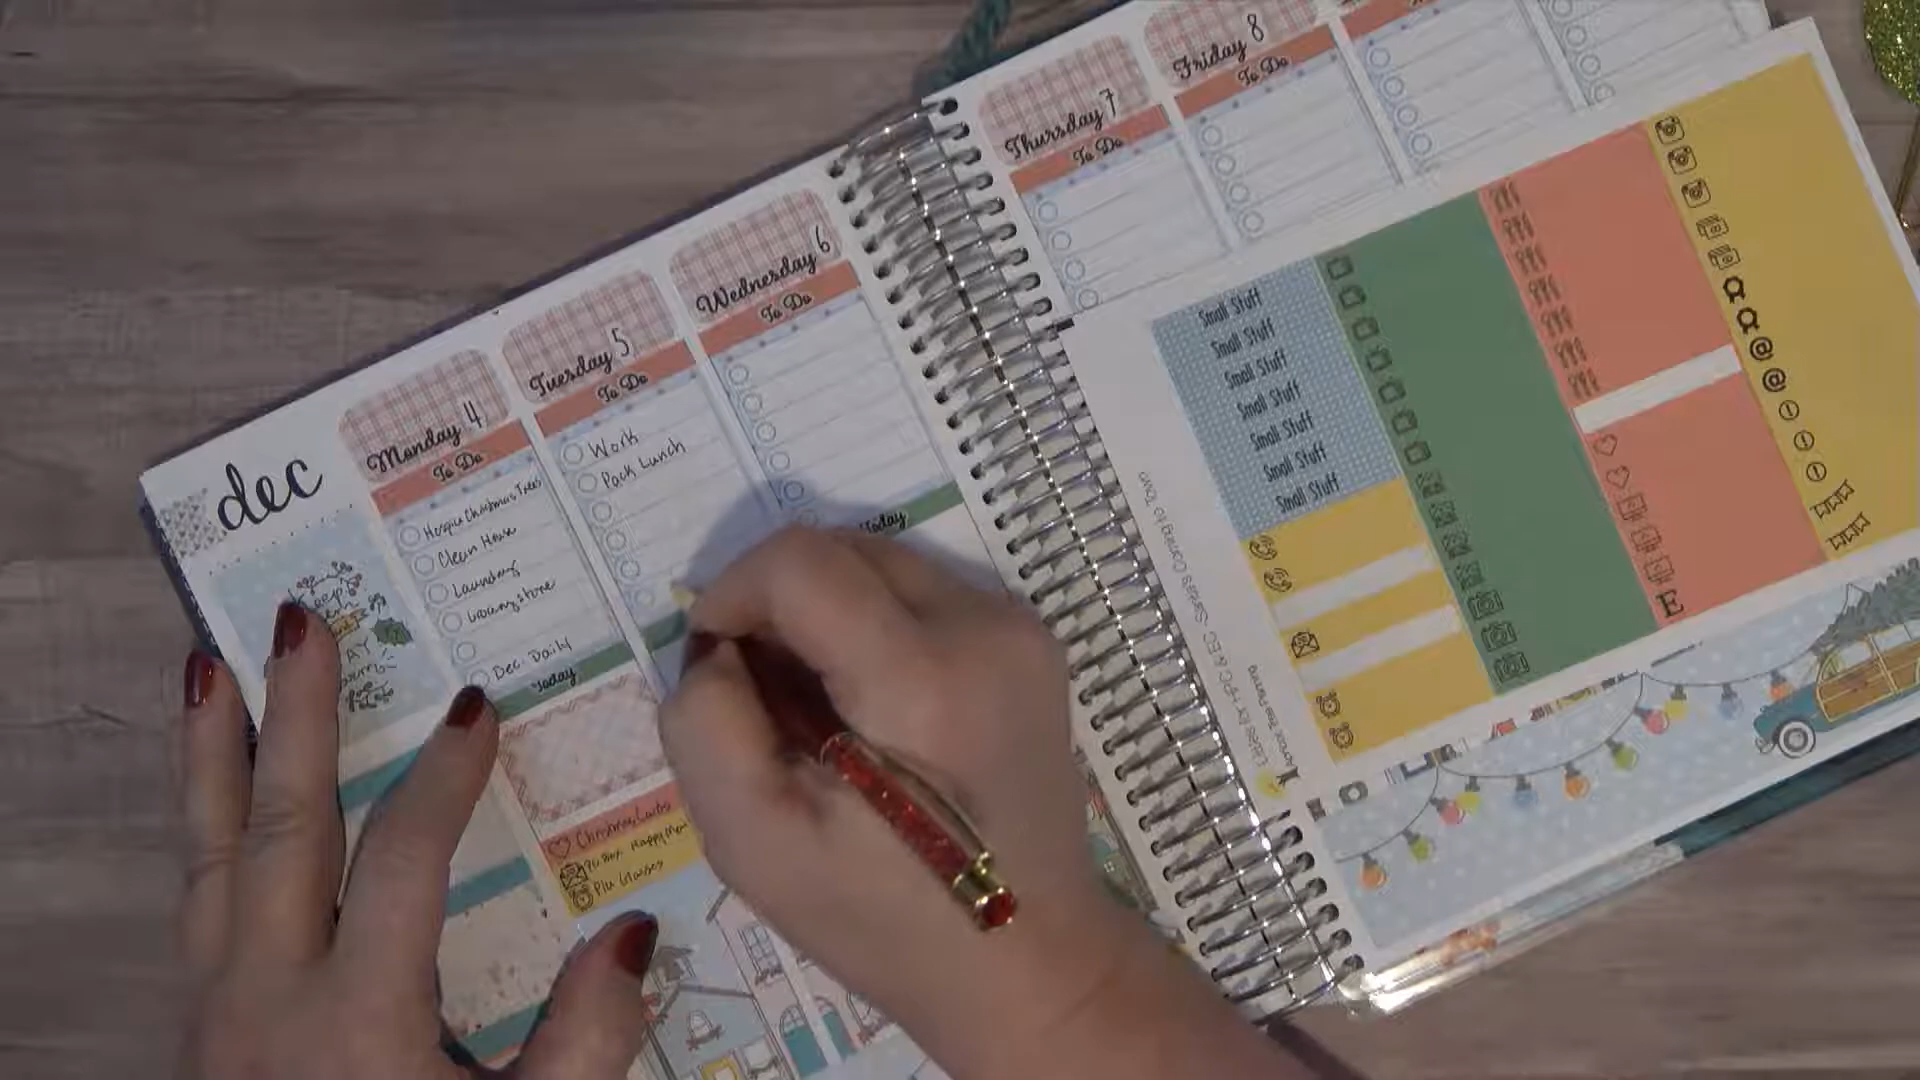 dec
Monday 4
To Do
Hospice Christmas Trees
Clean House
Laundry
Grocery store
Dec. Daily
Today
Christmas Cards
Tuesday 5
To Do
Work
Pack Lunch
Wednesday 6
To Do
Today
Thursday 7
To Do
Friday 8
To Do
Small Stuff
Small Stuff
Small Stuff
Small Stuff
Small Stuff
Small Stuff
Small Stuff
@
@
E